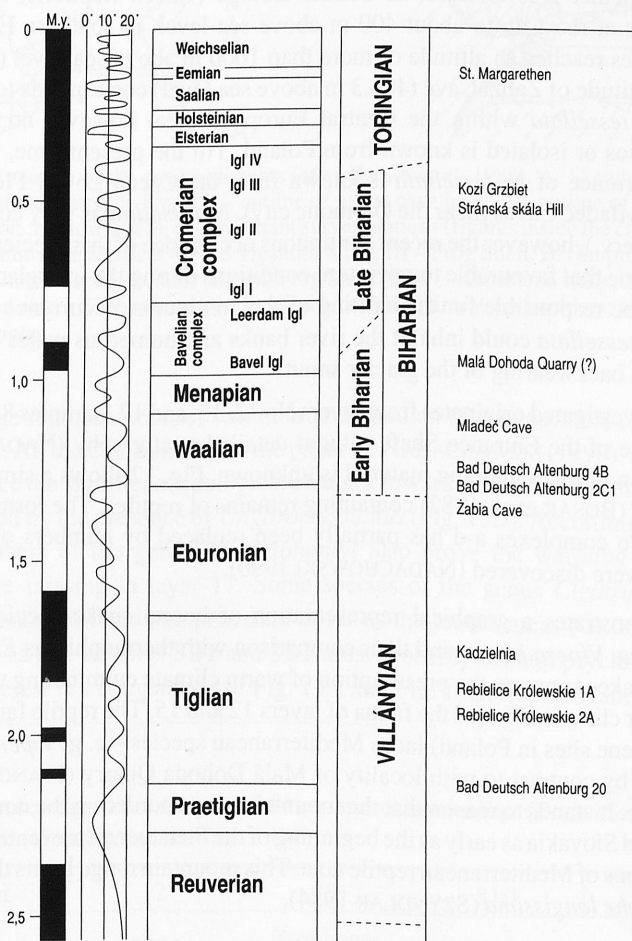 M.y. 0° 10° 20°
0
Weichselian
Eemian
Saalian
Holsteinian
Elsterian
Igl IV
Igl III
Igl II
Igl I
Cromerian
complex
Leerdam Igl
Bavel Igl
Bavelian
complex
0,5
1,0
Menapian
Waalian
1,5
Eburonian
Tiglian
2,0
Praetiglian
Reuverian
2,5
TORINGIAN
Late Biharian
Early Biharian
BIHARIAN
VILLANYIAN
St. Margarethen
Kozi Grzbiet
Stránská skála Hill
Malá Dohoda Quarry (?)
Mladeč Cave
Bad Deutsch Altenburg 4B
Bad Deutsch Altenburg 2C1
Żabia Cave
Kadzielnia
Rebielice Królewskie 1A
Rebielice Królewskie 2A
Bad Deutsch Altenburg 20